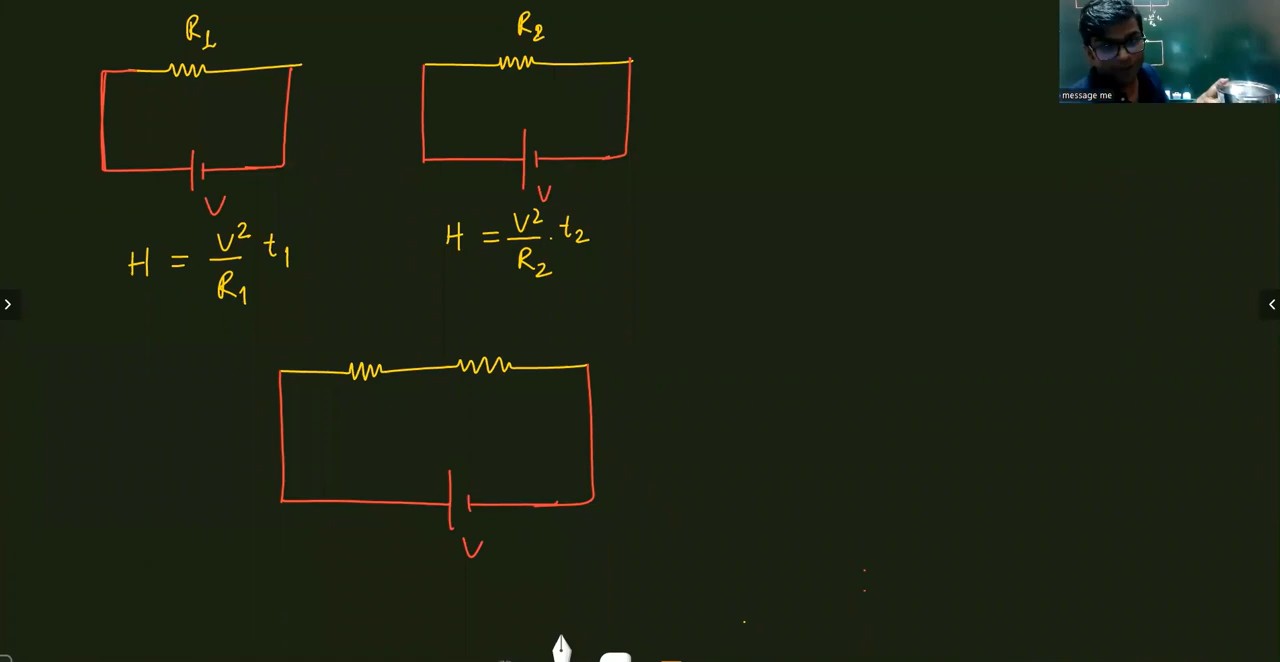 R₁
V
H = V²/R₁ t₁
R₂
V
H = V²/R₂ . t₂
V
message me